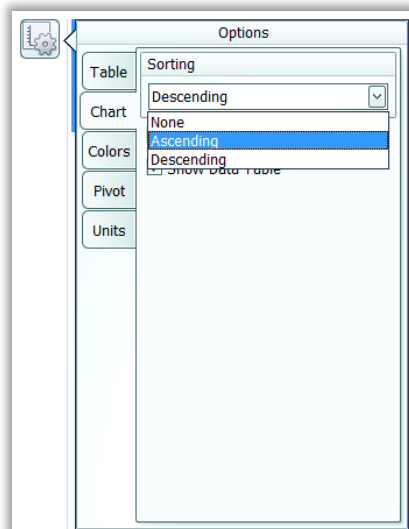 Options
Table
Sorting
Descending
Chart
None
Ascending
Descending
Show Data Table
Colors
Pivot
Units